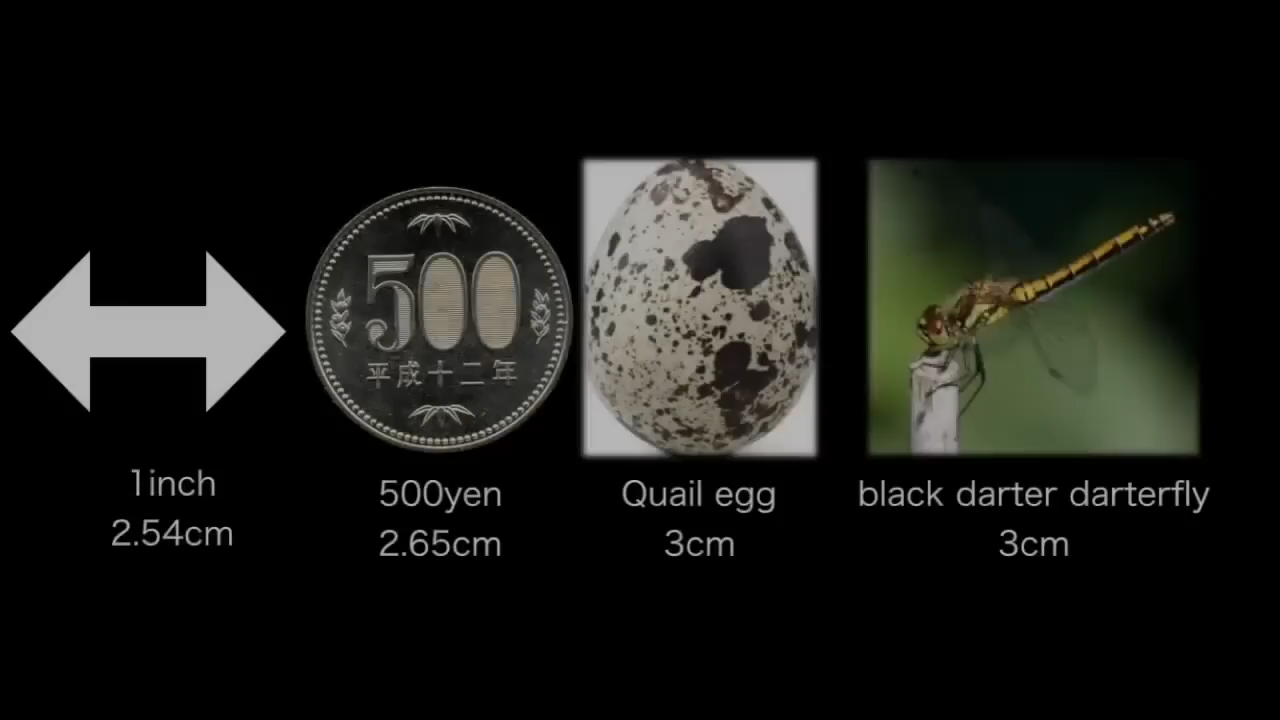 500
平成十二年
1inch
2.54cm
500yen
2.65cm
Quail egg
3cm
black darter darterfly
3cm